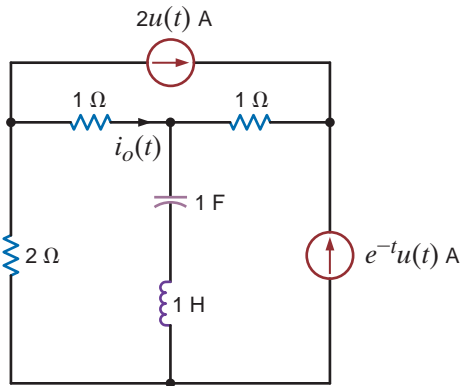 2u(t) A
1 Ω
1 Ω
i_o(t)
1 F
2 Ω
e^{-t}u(t) A
1 H